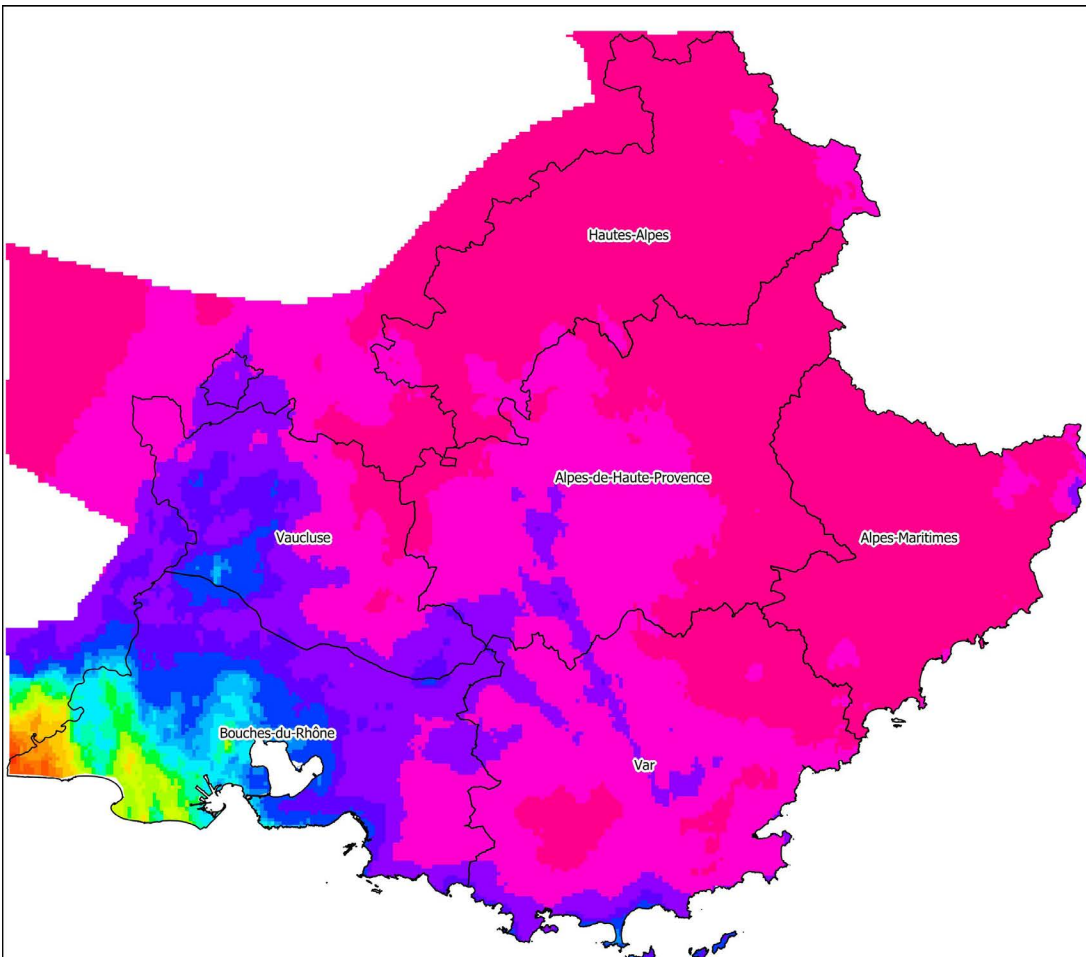 Hautes-Alpes
Alpes-de-Haute-Provence
Vaucluse
Alpes-Maritimes
Bouches-du-Rhône
Var